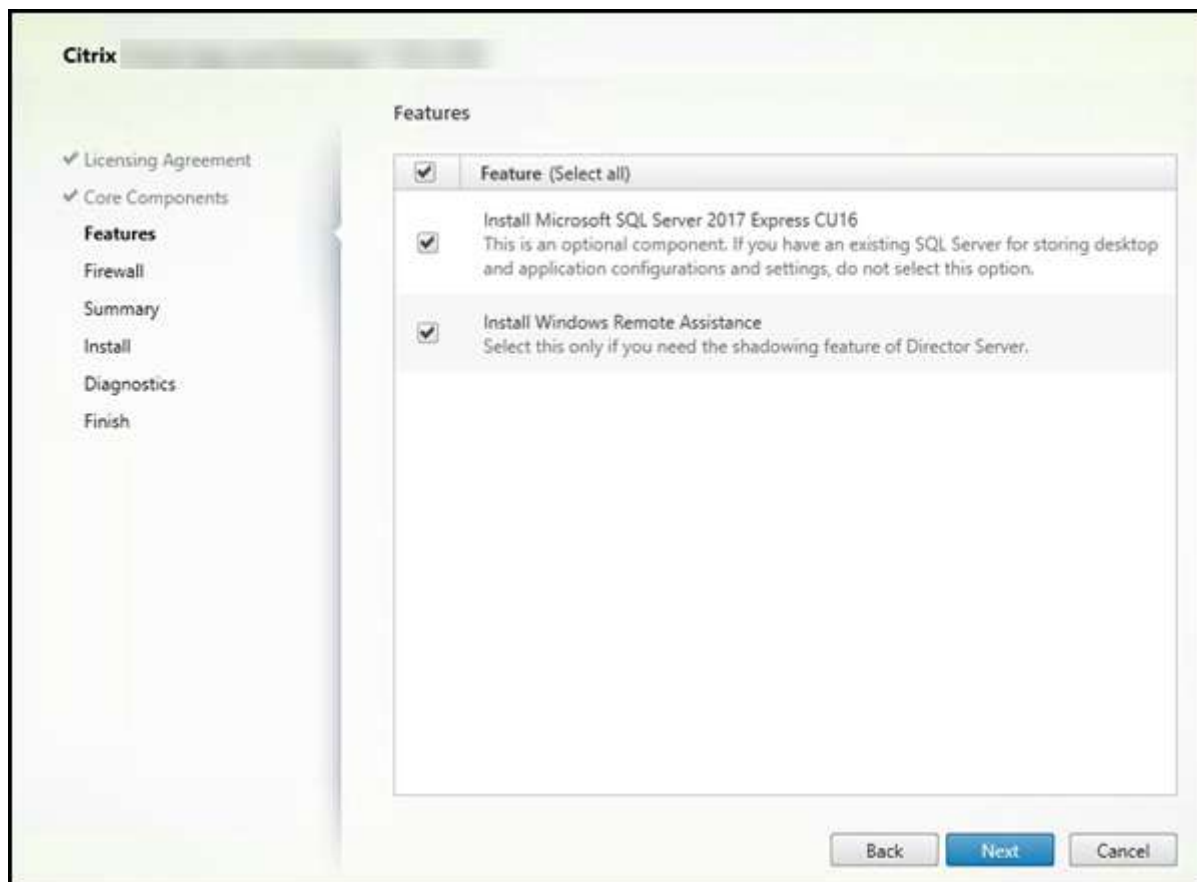 Citrix
Features
Licensing Agreement
Core Components
Features
Firewall
Summary
Install
Diagnostics
Finish
Feature (Select all)
Install Microsoft SQL Server 2017 Express CU16
This is an optional component. If you have an existing SQL Server for storing desktop
and application configurations and settings, do not select this option.
Install Windows Remote Assistance
Select this only if you need the shadowing feature of Director Server.
Back
Next
Cancel